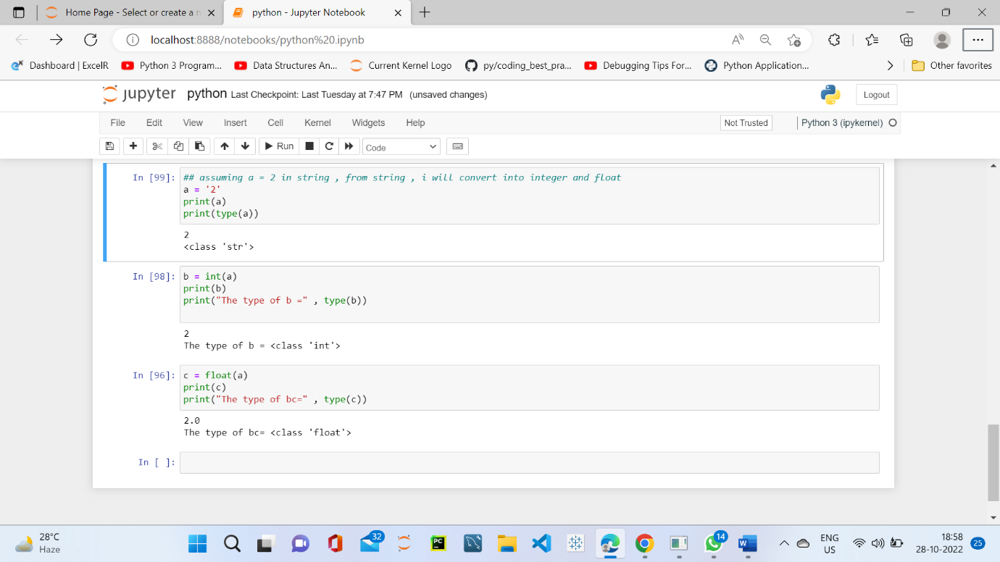 Home Page - Select or create a n
python - Jupyter Notebook
localhost:8888/notebooks/python%20.ipynb
Dashboard | ExcelR
Python 3 Program...
Data Structures An...
Current Kernel Logo
py/coding_best_pra...
Debugging Tips For...
Python Application...
Other favorites
jupyter python Last Checkpoint: Last Tuesday at 7:47 PM (unsaved changes)
Logout
File Edit View Insert Cell Kernel Widgets Help
Not Trusted
Python 3 (ipykernel)
Run
Code
In [99]: ## assuming a = 2 in string , from string , i will convert into integer and float
a = '2'
print(a)
print(type(a))
2
<class 'str'>
In [98]: b = int(a)
print(b)
print("The type of b =" , type(b))
2
The type of b = <class 'int'>
In [96]: c = float(a)
print(c)
print("The type of bc=" , type(c))
2.0
The type of bc= <class 'float'>
In [ ]:
28°C
Haze
32
PC
14
W
ENG
US
18:58
28-10-2022
25